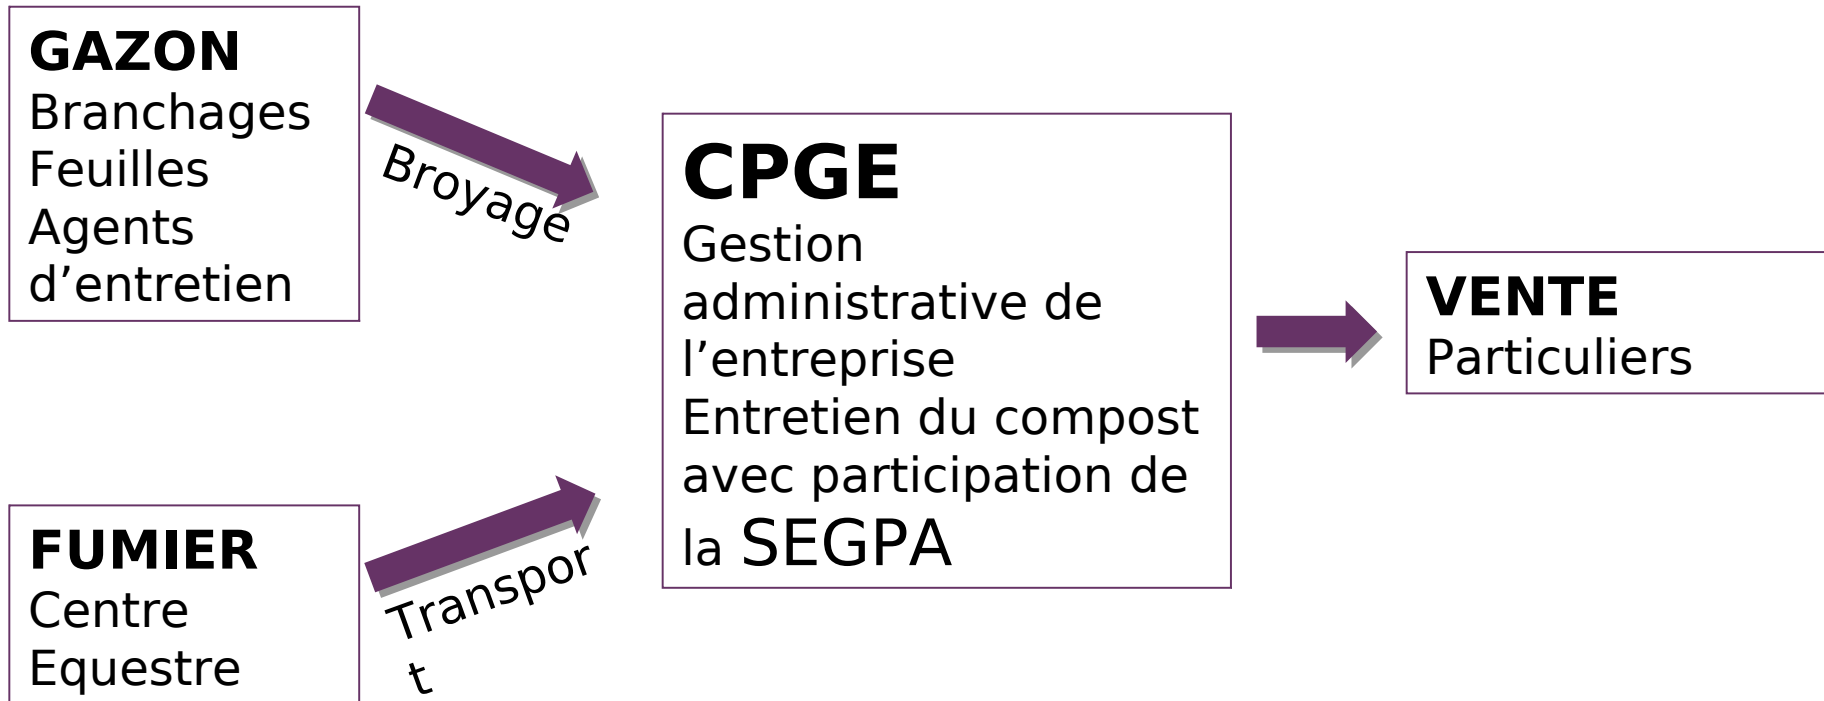 GAZON
Branchages
Feuilles
Agents
d’entretien
Broyage
FUMIER
Centre
Equestre
Transpor
t
CPGE
Gestion
administrative de
l’entreprise
Entretien du compost
avec participation de
la SEGPA
VENTE
Particuliers